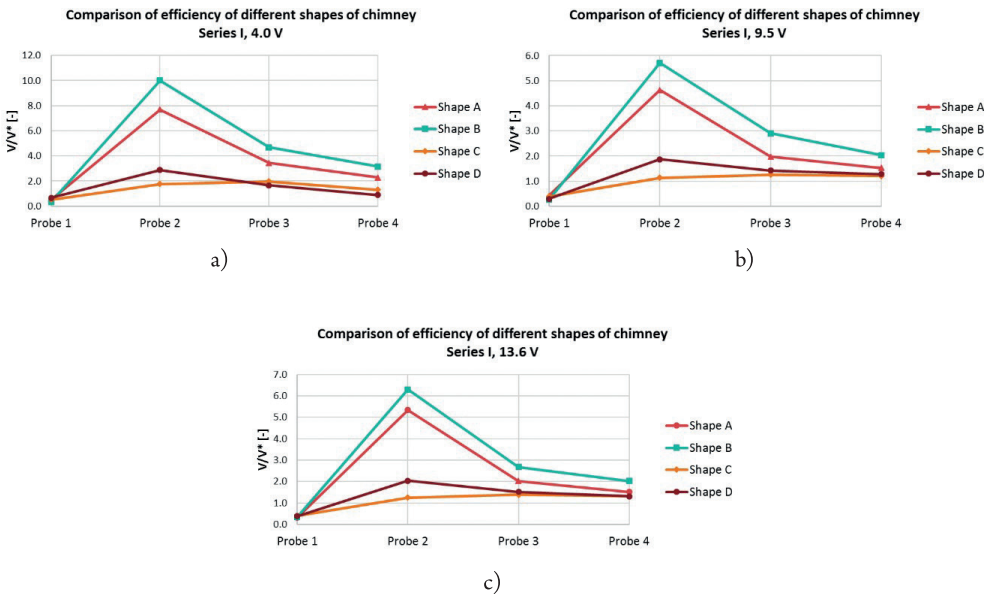 Comparison of efficiency of different shapes of chimney
Series I, 4.0 V
12.0
10.0
8.0
6.0
4.0
2.0
0.0
V/V* [-]
Probe 1 Probe 2 Probe 3 Probe 4
Shape A
Shape B
Shape C
Shape D
a)
Comparison of efficiency of different shapes of chimney
Series I, 9.5 V
6.0
5.0
4.0
3.0
2.0
1.0
0.0
V/V* [-]
Probe 1 Probe 2 Probe 3 Probe 4
Shape A
Shape B
Shape C
Shape D
b)
Comparison of efficiency of different shapes of chimney
Series I, 13.6 V
7.0
6.0
5.0
4.0
3.0
2.0
1.0
0.0
V/V* [-]
Probe 1 Probe 2 Probe 3 Probe 4
Shape A
Shape B
Shape C
Shape D
c)